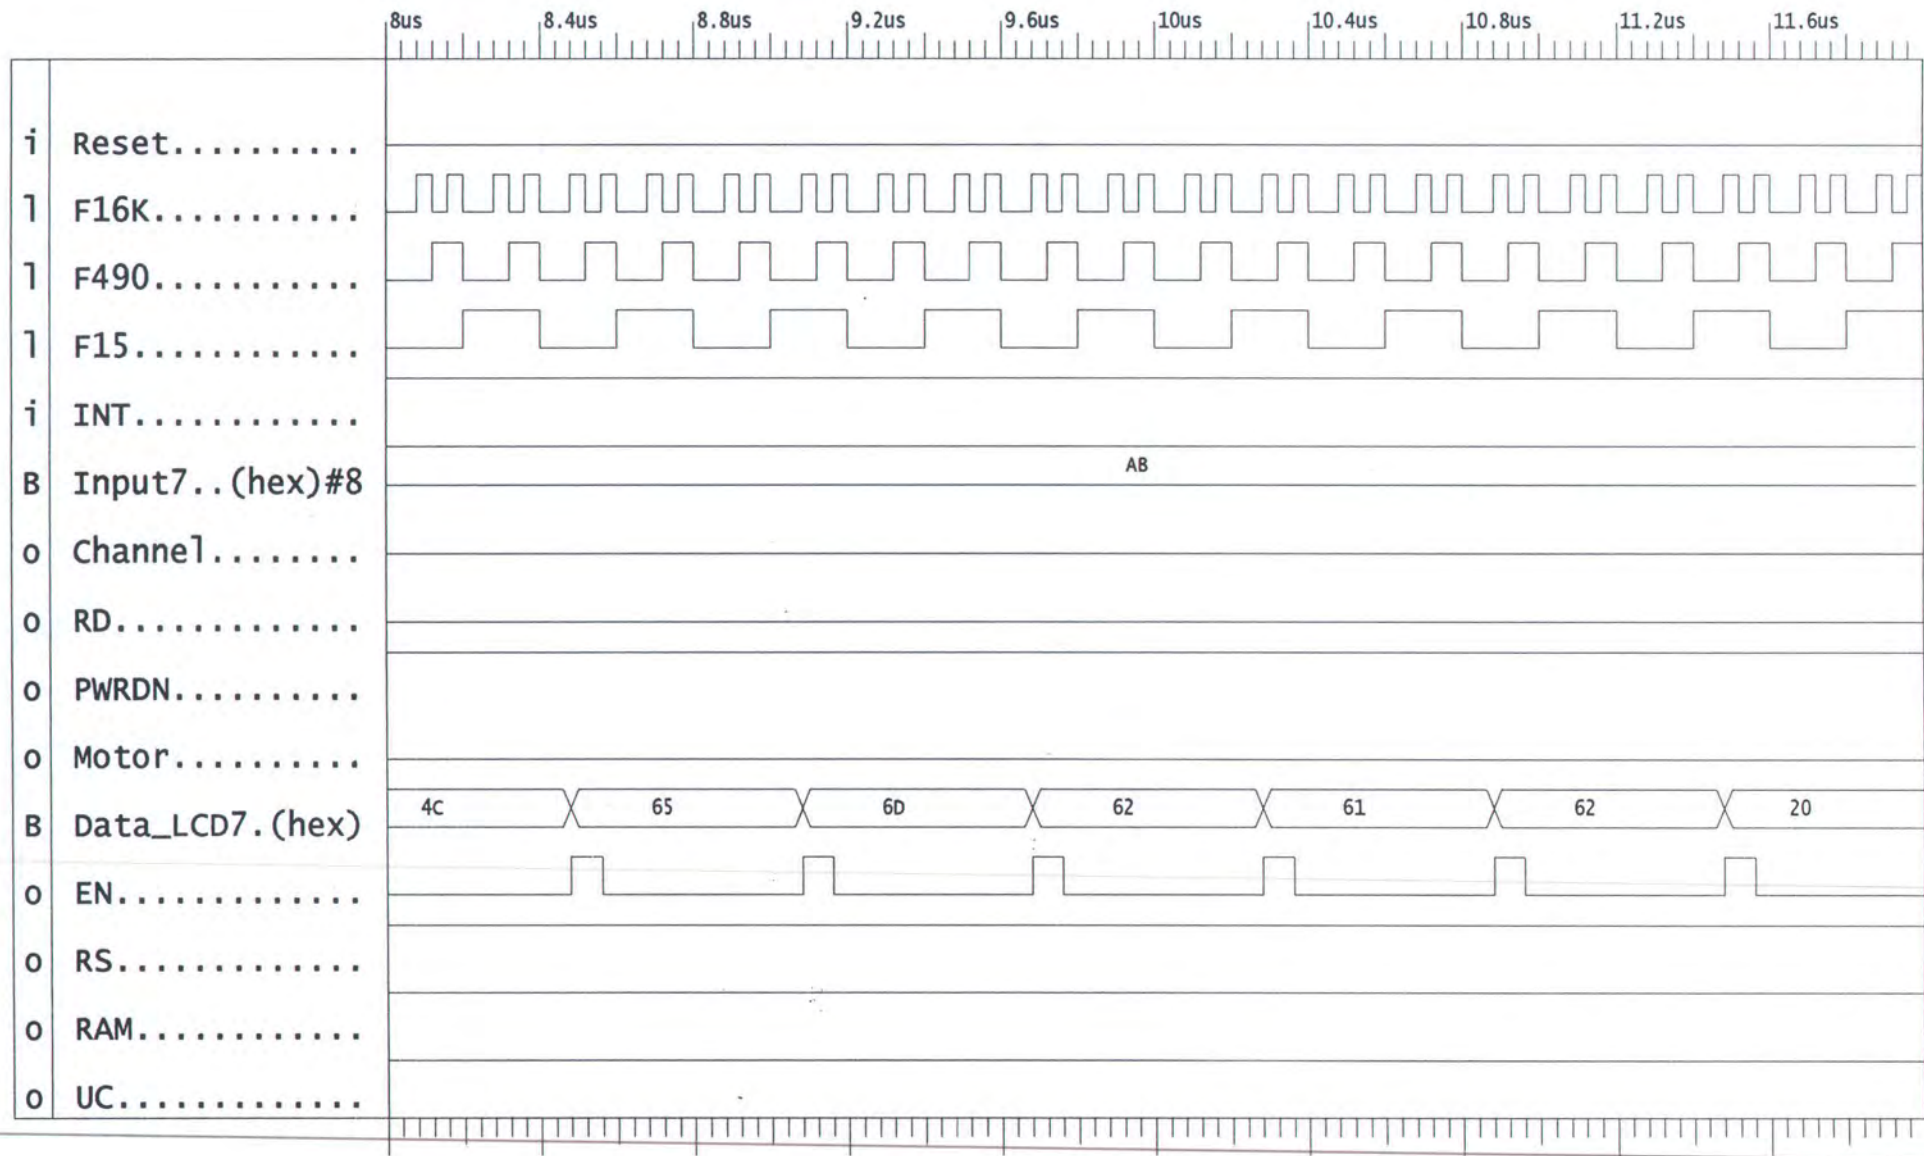 8us 8.4us 8.8us 9.2us 9.6us 10us 10.4us 10.8us 11.2us 11.6us
i Reset..........
l F16K...........
l F490...........
l F15............
i INT............
B Input7..(hex)#8 AB
o Channel........
o RD.............
o PWRDN..........
o Motor..........
B Data_LCD7.(hex) 4C 65 6D 62 61 62 20
o EN.............
o RS.............
o RAM............
o UC.............